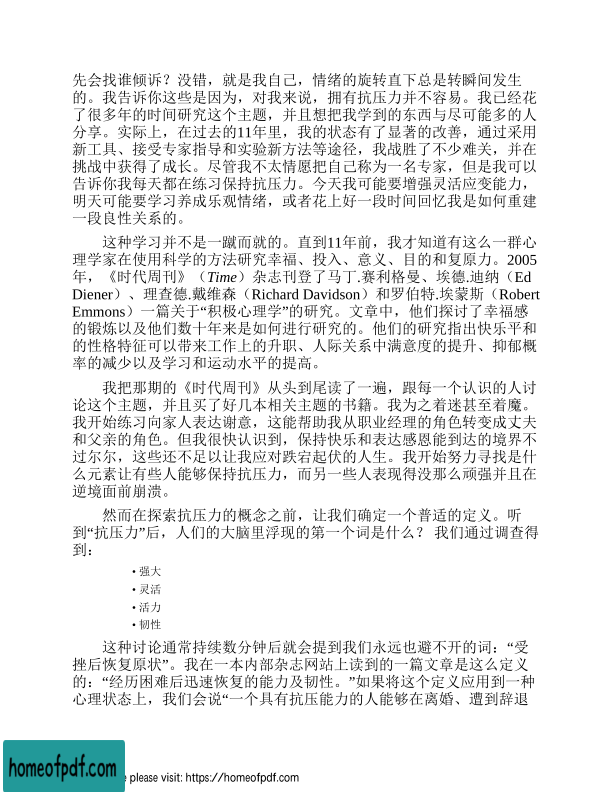 先会找谁倾诉？没错，就是我自己，情绪的旋转直下总是转瞬间发生
的。我告诉你这些是因为，对我来说，拥有抗压力并不容易。我已经花
了很多年的时间研究这个主题，并且想把我学到的东西与尽可能多的人
分享。实际上，在过去的11年里，我的状态有了显著的改善，通过采用
新工具、接受专家指导和实验新方法等途径，我战胜了不少难关，并在
挑战中获得了成长。尽管我不太情愿把自己称为一名专家，但是我可以
告诉你我每天都在练习保持抗压力。今天我可能要增强灵活应变能力，
明天可能要学习养成乐观情绪，或者花上好一段时间回忆我是如何重建
一段良性关系的。
这种学习并不是一蹴而就的。直到11年前，我才知道有这么一群心
理学家在使用科学的方法研究幸福、投入、意义、目的和复原力。2005
年，《时代周刊》（Time）杂志刊登了马丁.赛利格曼、埃德.迪纳（Ed
Diener）、理查德.戴维森（Richard Davidson）和罗伯特.埃蒙斯（Robert
Emmons）一篇关于“积极心理学”的研究。文章中，他们探讨了幸福感
的锻炼以及他们数十年来是如何进行研究的。他们的研究指出快乐平和
的性格特征可以带来工作上的升职、人际关系中满意度的提升、抑郁概
率的减少以及学习和运动水平的提高。
我把那期的《时代周刊》从头到尾读了一遍，跟每一个认识的人讨
论这个主题，并且买了好几本相关主题的书籍。我为之着迷甚至着魔。
我开始练习向家人表达谢意，这能帮助我从职业经理的角色转变成丈夫
和父亲的角色。但我很快认识到，保持快乐和表达感恩能到达的境界不
过尔尔，这些还不足以让我应对跌宕起伏的人生。我开始努力寻找是什
么元素让有些人能够保持抗压力，而另一些人表现得没那么顽强并且在
逆境面前崩溃。
然而在探索抗压力的概念之前，让我们确定一个普适的定义。听
到“抗压力”后，人们的大脑里浮现的第一个词是什么？ 我们通过调查得
到：
• 强大
• 灵活
• 活力
• 韧性
这种讨论通常持续数分钟后就会提到我们永远也避不开的词：“受
挫后恢复原状”。我在一本内部杂志网站上读到的一篇文章是这么定义
的：“经历困难后迅速恢复的能力及韧性。”如果将这个定义应用到一种
心理状态上，我们会说“一个具有抗压能力的人能够在离婚、遭到辞退
homeofpdf.com
e please visit: https://homeofpdf.com